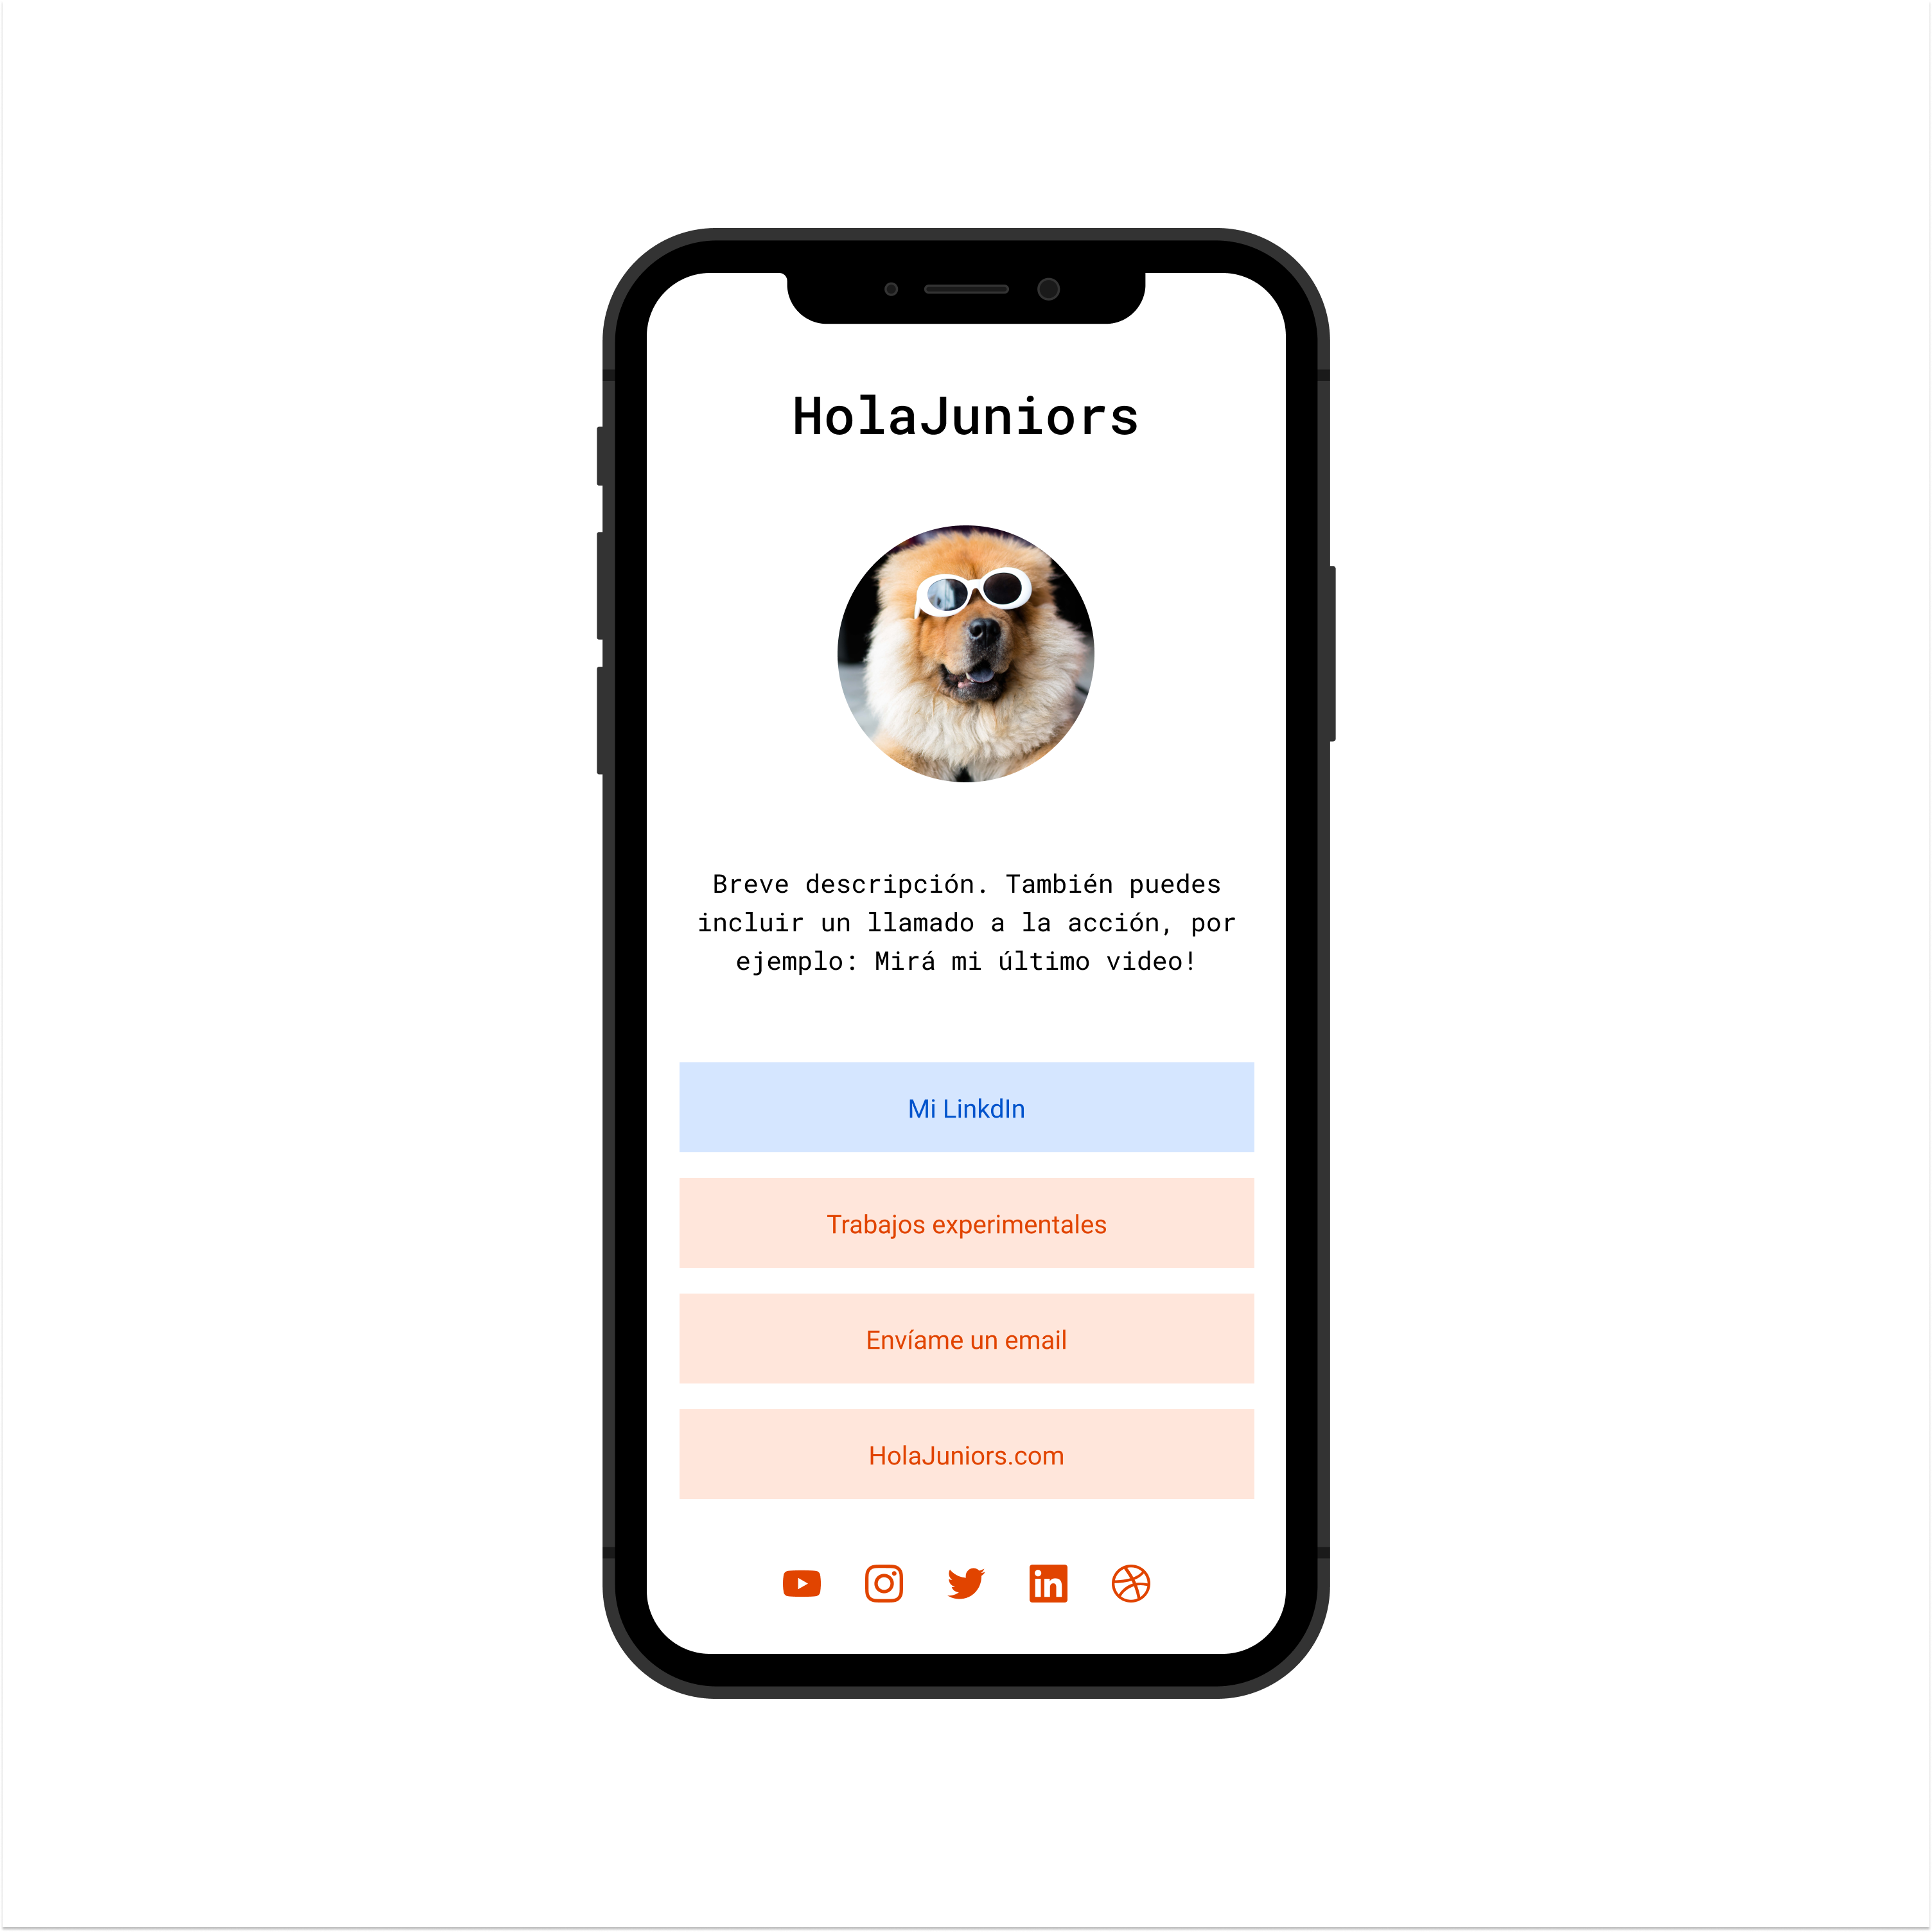 HolaJuniors
Breve descripción. También puedes
incluir un llamado a la acción, por
ejemplo: Mirá mi último video!
Mi LinkdIn
Trabajos experimentales
Envíame un email
HolaJuniors.com
in